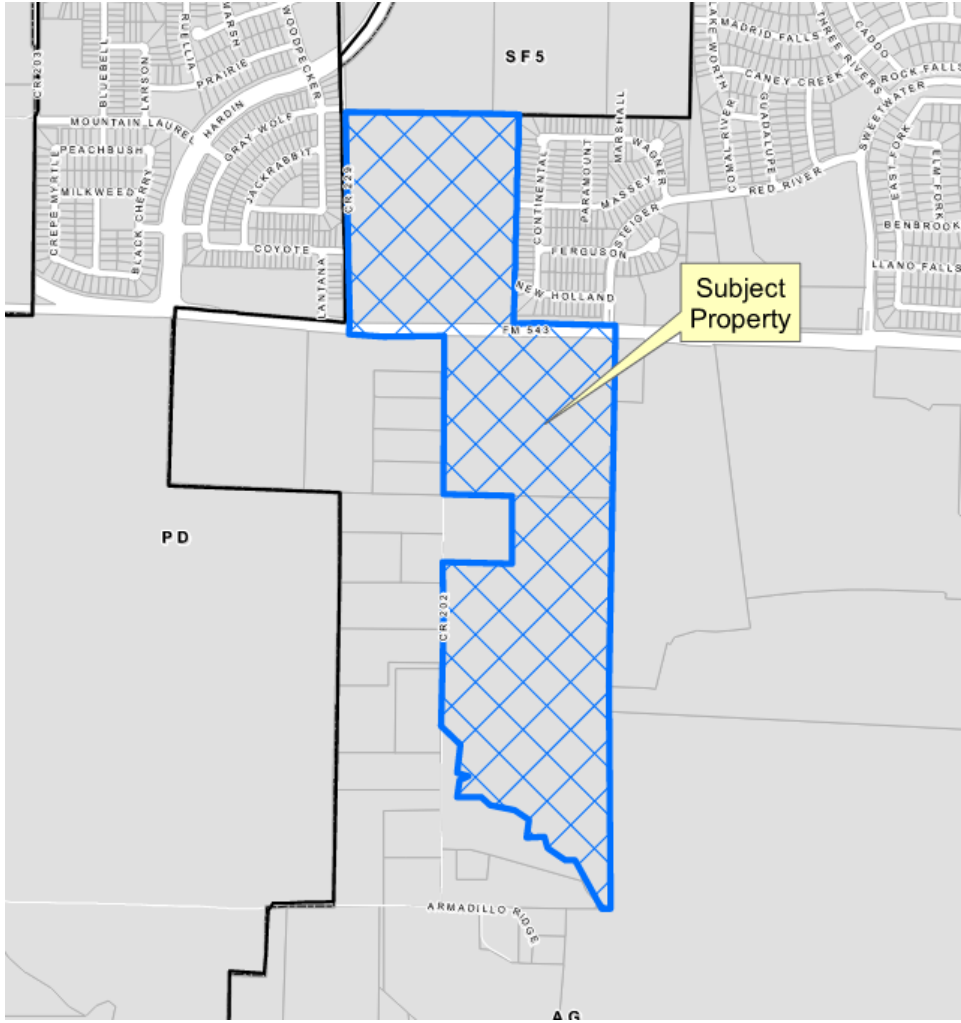 CR 203
BLUEBELL
LARSON
RUELLIA
MARSH
WOODPECKER
PRAIRIE
HARDIN
MOUNTAIN LAUREL
GRAY WOLF
PEACHBUSH
JACKRABBIT
MILKWEED
CREPE MYRTLE
BLACK CHERRY
COYOTE
LANTANA
CR 229
SF5
MARSHALL
CONTINENTAL
PARAMOUNT
WAGNER
MASSEY
STEIGER
FERGUSON
NEW HOLLAND
FM 543
LAKE WORTH
MADRID FALLS
THREE RIVERS
CADDO
CANEY CREEK
ROCK FALLS
GUADALUPE
COMAL RIVER
SWEETWATER
RED RIVER
EAST FORK
ELM FORK
BENBROOK
LLANO FALLS
Subject
Property
PD
CR 202
ARMADILLO RIDGE
AG